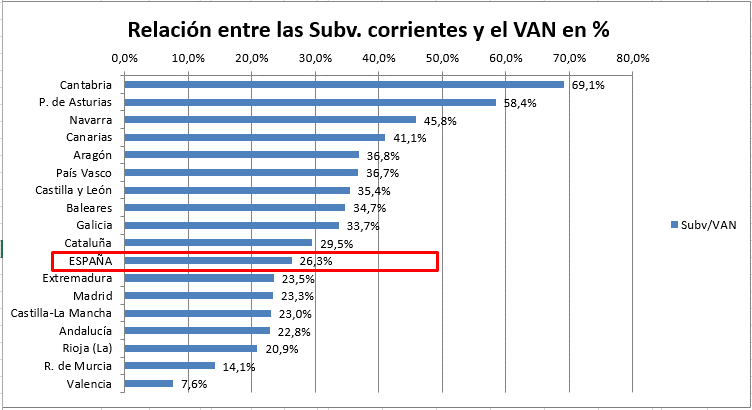 Relación entre las Subv. corrientes y el VAN en %
0,0% 10,0% 20,0% 30,0% 40,0% 50,0% 60,0% 70,0% 80,0%
Cantabria 69,1%
P. de Asturias 58,4%
Navarra 45,8%
Canarias 41,1%
Aragón 36,8%
País Vasco 36,7%
Castilla y León 35,4%
Baleares 34,7%
Galicia 33,7%
Subv/VAN
Cataluña 29,5%
ESPAÑA 26,3%
Extremadura 23,5%
Madrid 23,3%
Castilla-La Mancha 23,0%
Andalucía 22,8%
Rioja (La) 20,9%
R. de Murcia 14,1%
Valencia 7,6%